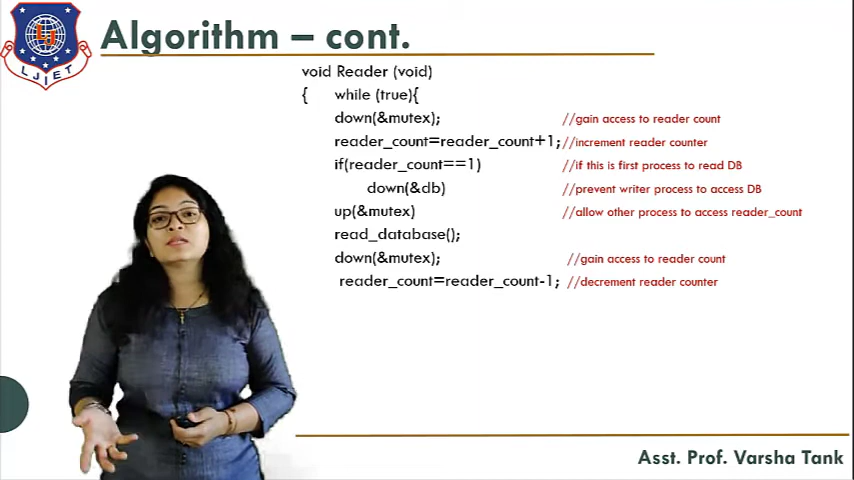 Algorithm – cont.
LJ
LJIET
void Reader (void)
{ while (true){
down(&mutex); //gain access to reader count
reader_count=reader_count+1; //increment reader counter
if(reader_count==1) //if this is first process to read DB
down(&db) //prevent writer process to access DB
up(&mutex) //allow other process to access reader_count
read_database();
down(&mutex); //gain access to reader count
reader_count=reader_count-1; //decrement reader counter
Asst. Prof. Varsha Tank